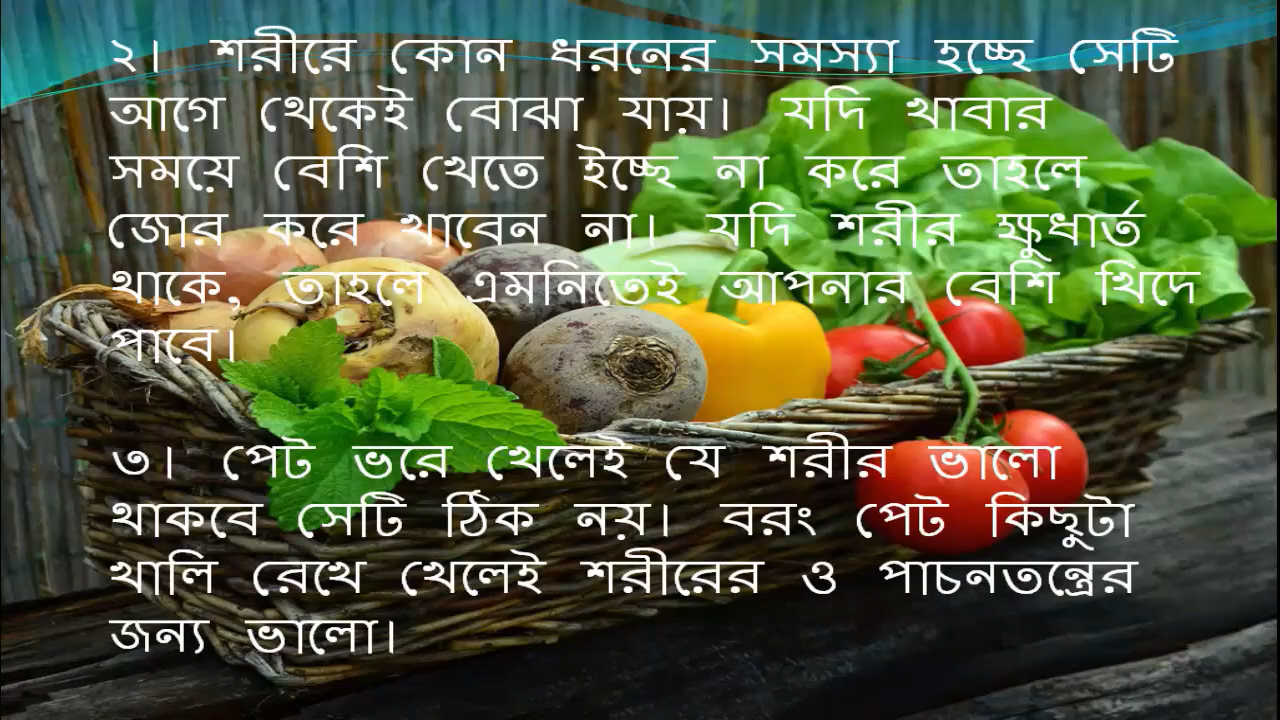 ২। শরীরে কোন ধরনের সমস্যা হচ্ছে সেটি
আগে থেকেই বোঝা যায়। যদি খাবার
সময়ে বেশি খেতে ইচ্ছে না করে তাহলে
জোর করে খাবেন না। যদি শরীর ক্ষুধার্ত
থাকে, তাহলে এমনিতেই আপনার বেশি খিদে
পাবে।
৩। পেট ভরে খেলেই যে শরীর ভালো
থাকবে সেটি ঠিক নয়। বরং পেট কিছুটা
খালি রেখে খেলেই শরীরের ও পাচনতন্ত্রের
জন্য ভালো।